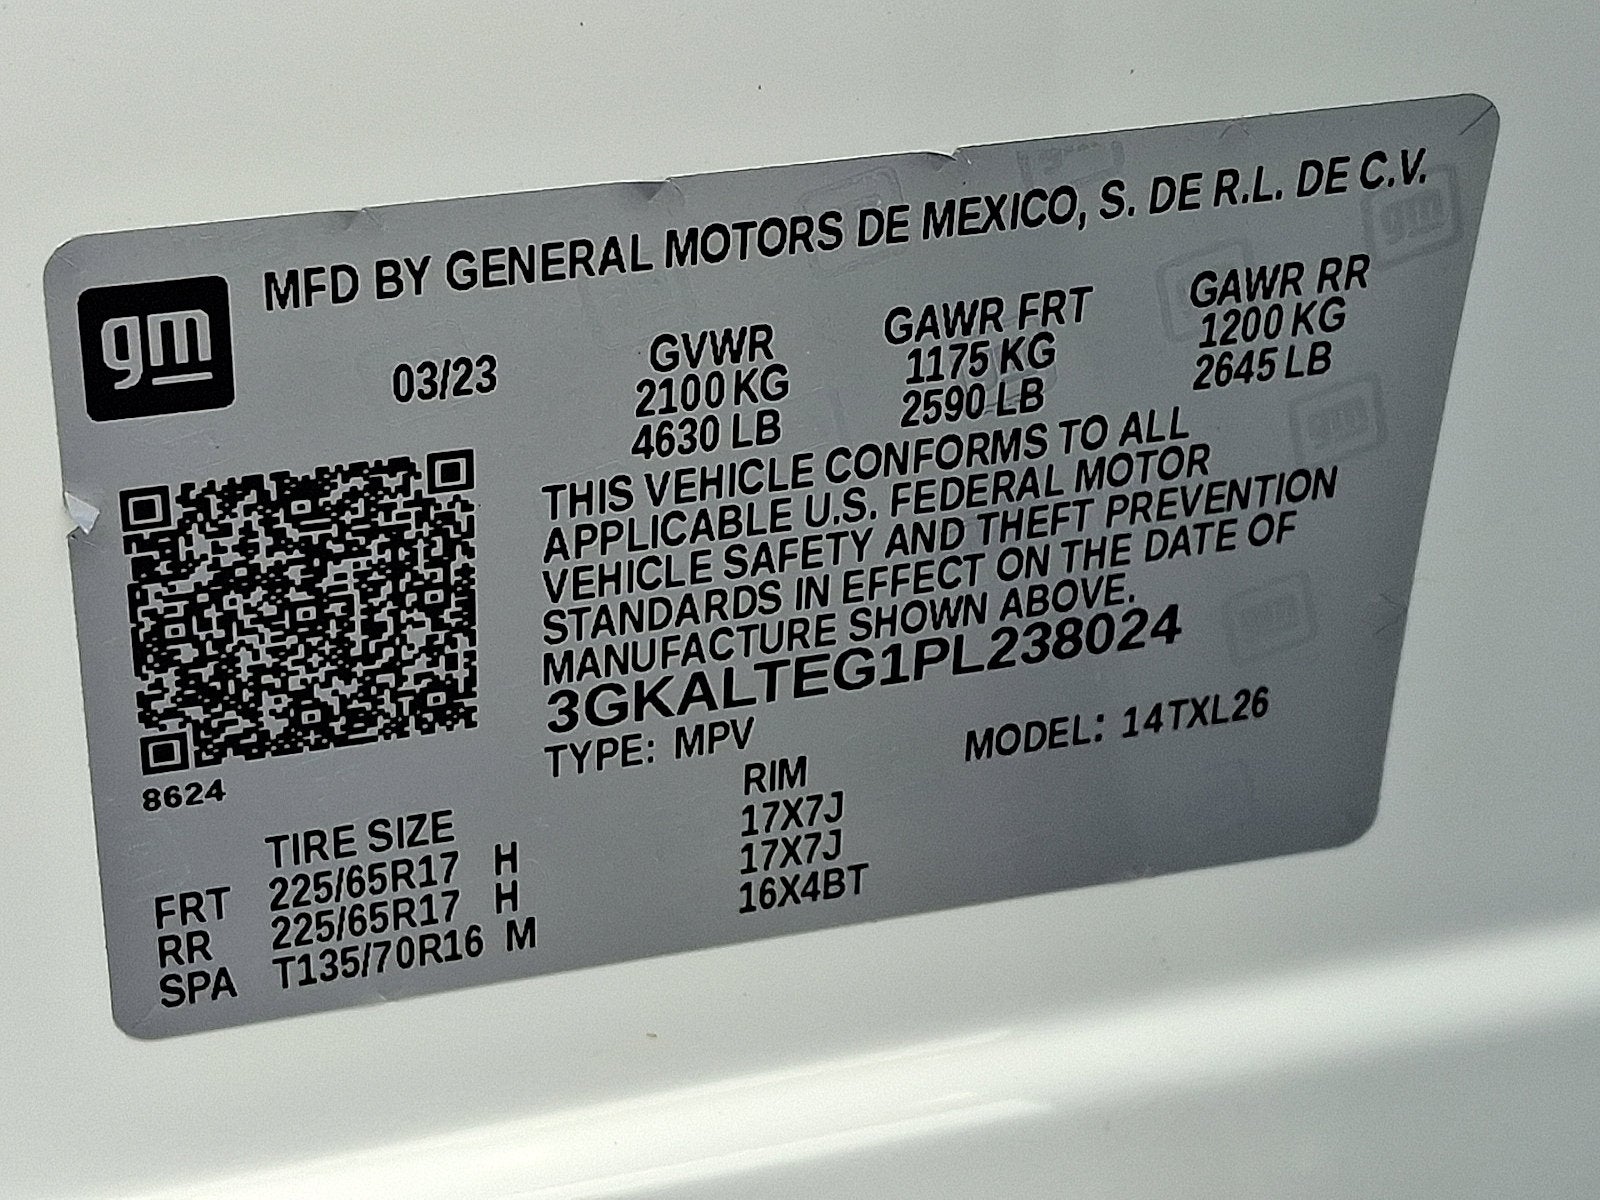 gm
MFD BY GENERAL MOTORS DE MEXICO, S. DE R.L. DE C.V.
03/23
GVWR GAWR FRT GAWR RR
2100 KG 1175 KG 1200 KG
4630 LB 2590 LB 2645 LB
THIS VEHICLE CONFORMS TO ALL
APPLICABLE U.S. FEDERAL MOTOR
VEHICLE SAFETY AND THEFT PREVENTION
STANDARDS IN EFFECT ON THE DATE OF
MANUFACTURE SHOWN ABOVE.
3GKALTEG1PL238024
TYPE: MPV MODEL: 14TXL26
8624
TIRE SIZE RIM
FRT 225/65R17 H 17X7J
RR 225/65R17 H 17X7J
SPA T135/70R16 M 16X4BT